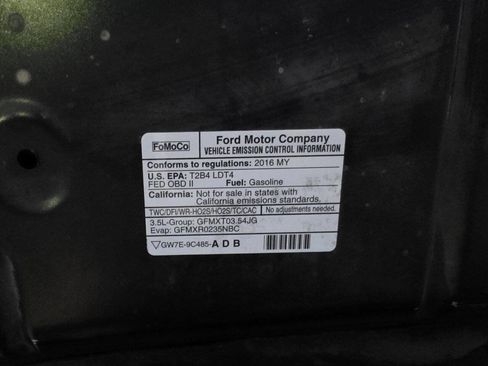 FoMoCo
Ford Motor Company
VEHICLE EMISSION CONTROL INFORMATION
Conforms to regulations: 2016 MY
U.S. EPA: T2B4 LDT4
FED OBD II Fuel: Gasoline
California: Not for sale in states with
California emissions standards.
TWC/DFI/WR-HO2S/HO2S/TC/CAC No adjustments needed.
3.5L-Group: GFMXT03.54JG
Evap: GFMXR0235NBC
GW7E-9C485-ADB